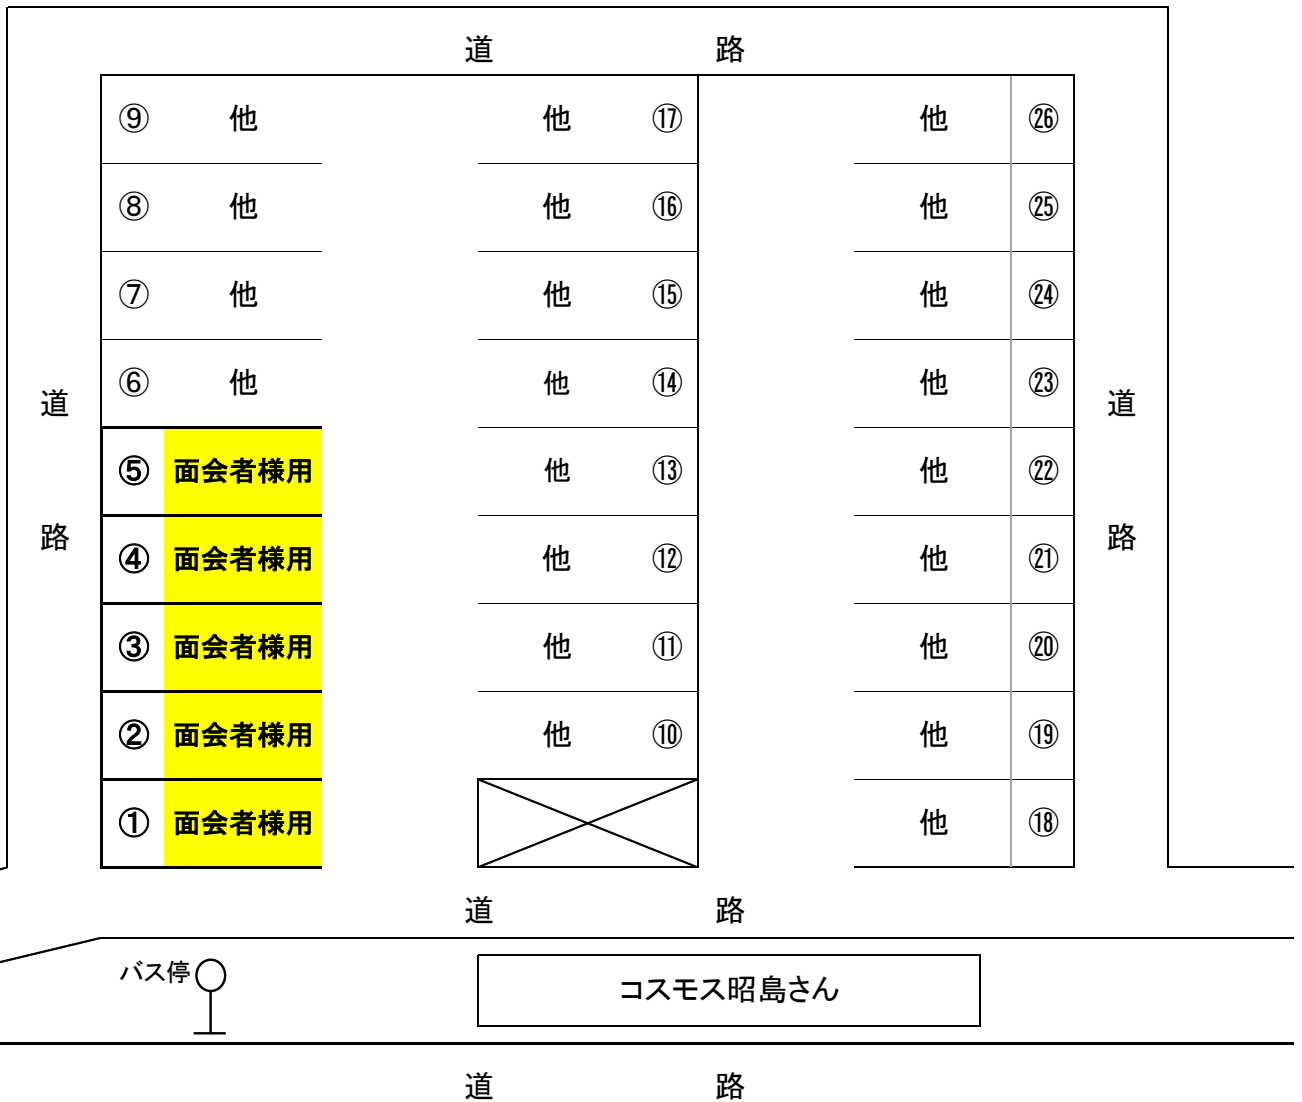 道 路
⑨ 他 他 ⑰ 他 ㉖
⑧ 他 他 ⑯ 他 ㉕
⑦ 他 他 ⑮ 他 ㉔
⑥ 他 他 ⑭ 他 ㉓
道 道
⑤ 面会者様用 他 ⑬ 他 ㉒
路 路
④ 面会者様用 他 ⑫ 他 ㉑
③ 面会者様用 他 ⑪ 他 ⑳
② 面会者様用 他 ⑩ 他 ⑲
① 面会者様用 他 ⑱
道 路
バス停
コスモス昭島さん
道 路